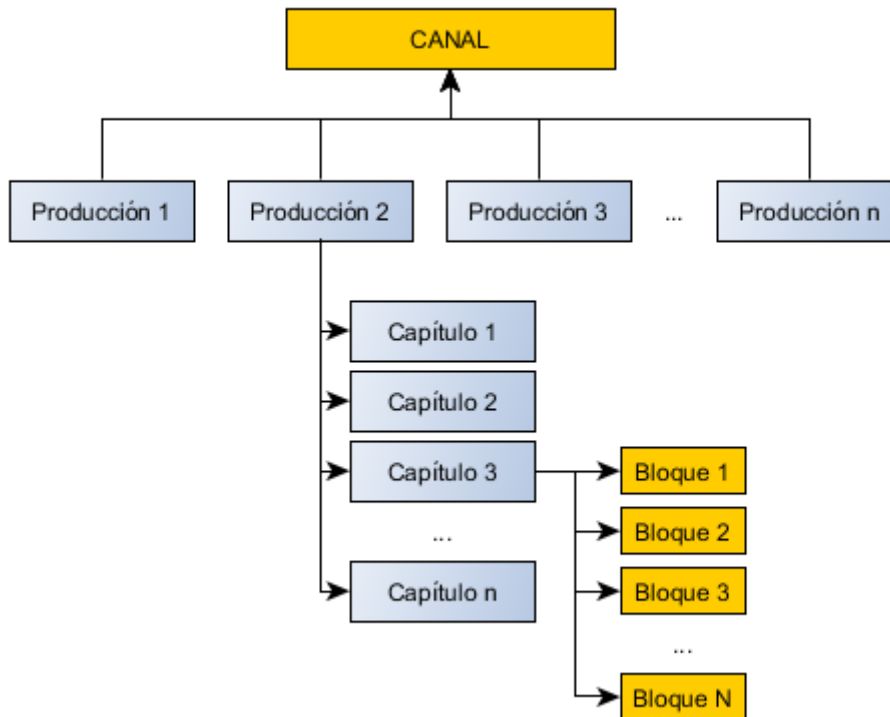 CANAL
Producción 1
Producción 2
Producción 3
...
Producción n
Capítulo 1
Capítulo 2
Capítulo 3
...
Capítulo n
Bloque 1
Bloque 2
Bloque 3
...
Bloque N